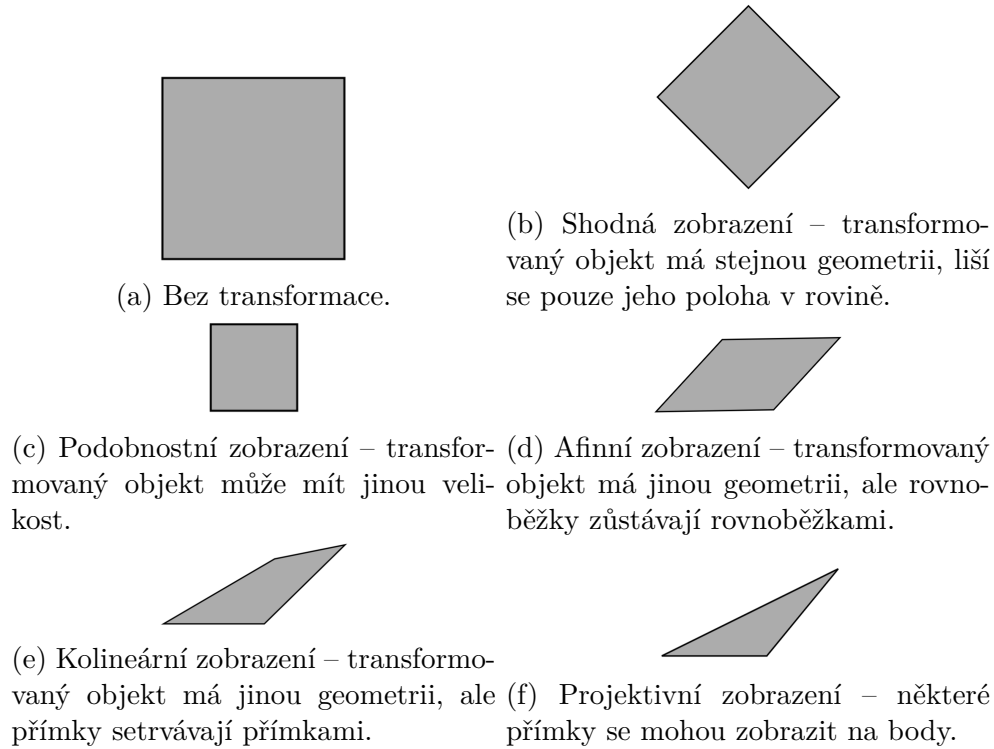 (a) Bez transformace.
(b) Shodná zobrazení – transformo-
vaný objekt má stejnou geometrii, liší
se pouze jeho poloha v rovině.
(c) Podobnostní zobrazení – transfor-
movaný objekt může mít jinou veli-
kost.
(d) Afinní zobrazení – transformovaný
objekt má jinou geometrii, ale rovno-
běžky zůstávají rovnoběžkami.
(e) Kolineární zobrazení – transformo-
vaný objekt má jinou geometrii, ale
přímky setrvávají přímkami.
(f) Projektivní zobrazení – některé
přímky se mohou zobrazit na body.